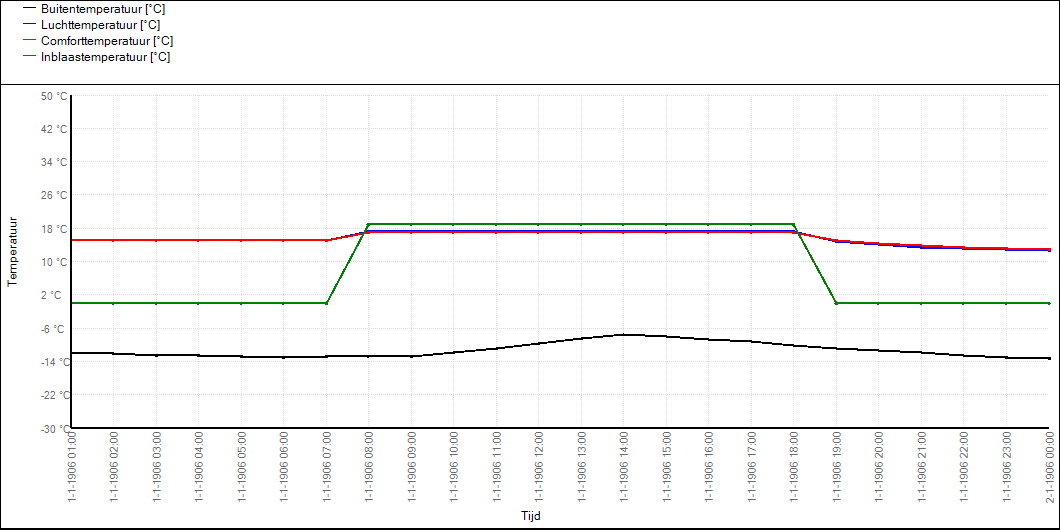 Buitentemperatuur [°C]
Luchttemperatuur [°C]
Comforttemperatuur [°C]
Inblaastemperatuur [°C]
50 °C
42 °C
34 °C
26 °C
18 °C
10 °C
2 °C
-6 °C
-14 °C
-22 °C
-30 °C
Temperatuur
1-1-1906 01:00
1-1-1906 02:00
1-1-1906 03:00
1-1-1906 04:00
1-1-1906 05:00
1-1-1906 06:00
1-1-1906 07:00
1-1-1906 08:00
1-1-1906 09:00
1-1-1906 10:00
1-1-1906 11:00
1-1-1906 12:00
1-1-1906 13:00
1-1-1906 14:00
1-1-1906 15:00
1-1-1906 16:00
1-1-1906 17:00
1-1-1906 18:00
1-1-1906 19:00
1-1-1906 20:00
1-1-1906 21:00
1-1-1906 22:00
1-1-1906 23:00
2-1-1906 00:00
Tijd